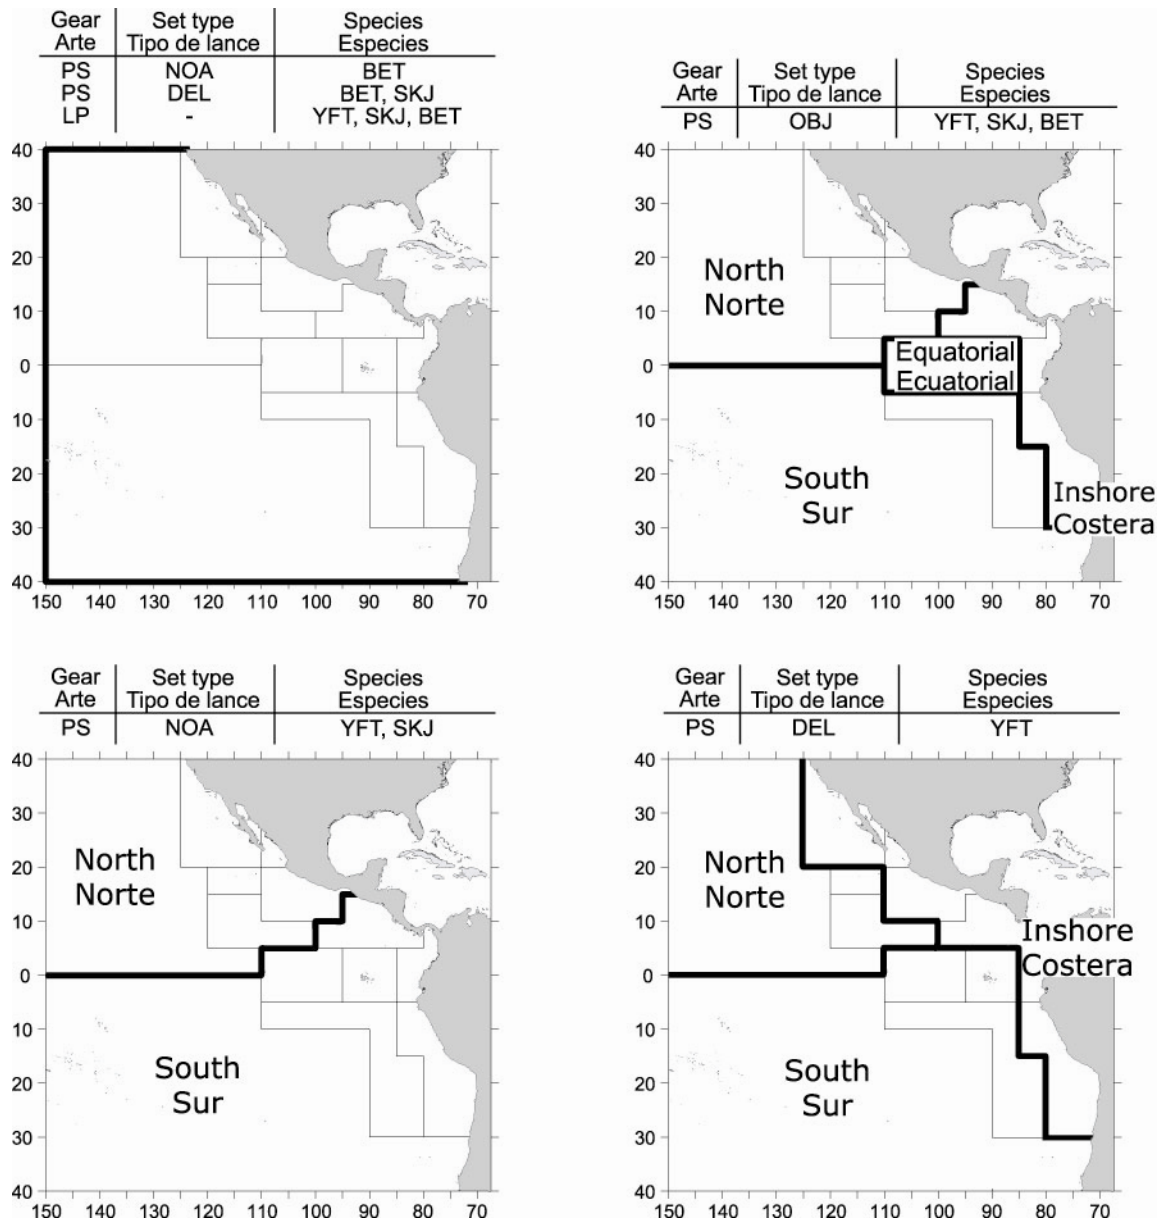 Gear Set type Species
Arte Tipo de lance Especies
PS NOA BET
PS DEL BET, SKJ
LP - YFT, SKJ, BET
40
30
20
10
0
10
20
30
40
150 140 130 120 110 100 90 80 70
Gear Set type Species
Arte Tipo de lance Especies
PS OBJ YFT, SKJ, BET
40
30
20
10
0
10
20
30
40
North
Norte
Equatorial
Ecuatorial
South
Sur
Inshore
Costera
150 140 130 120 110 100 90 80 70
Gear Set type Species
Arte Tipo de lance Especies
PS NOA YFT, SKJ
40
30
20
10
0
10
20
30
40
North
Norte
South
Sur
150 140 130 120 110 100 90 80 70
Gear Set type Species
Arte Tipo de lance Especies
PS DEL YFT
40
30
20
10
0
10
20
30
40
North
Norte
Inshore
Costera
South
Sur
150 140 130 120 110 100 90 80 70